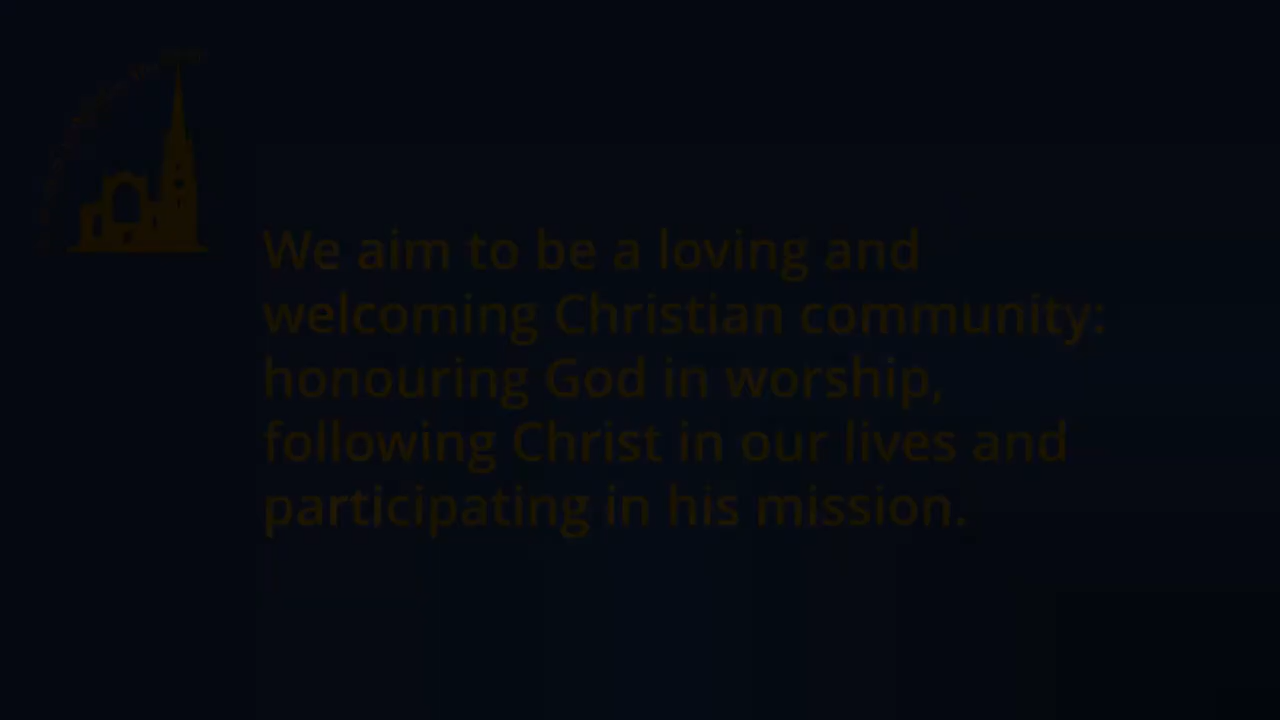 We aim to be a loving and
welcoming Christian community:
honouring God in worship,
following Christ in our lives and
participating in his mission.